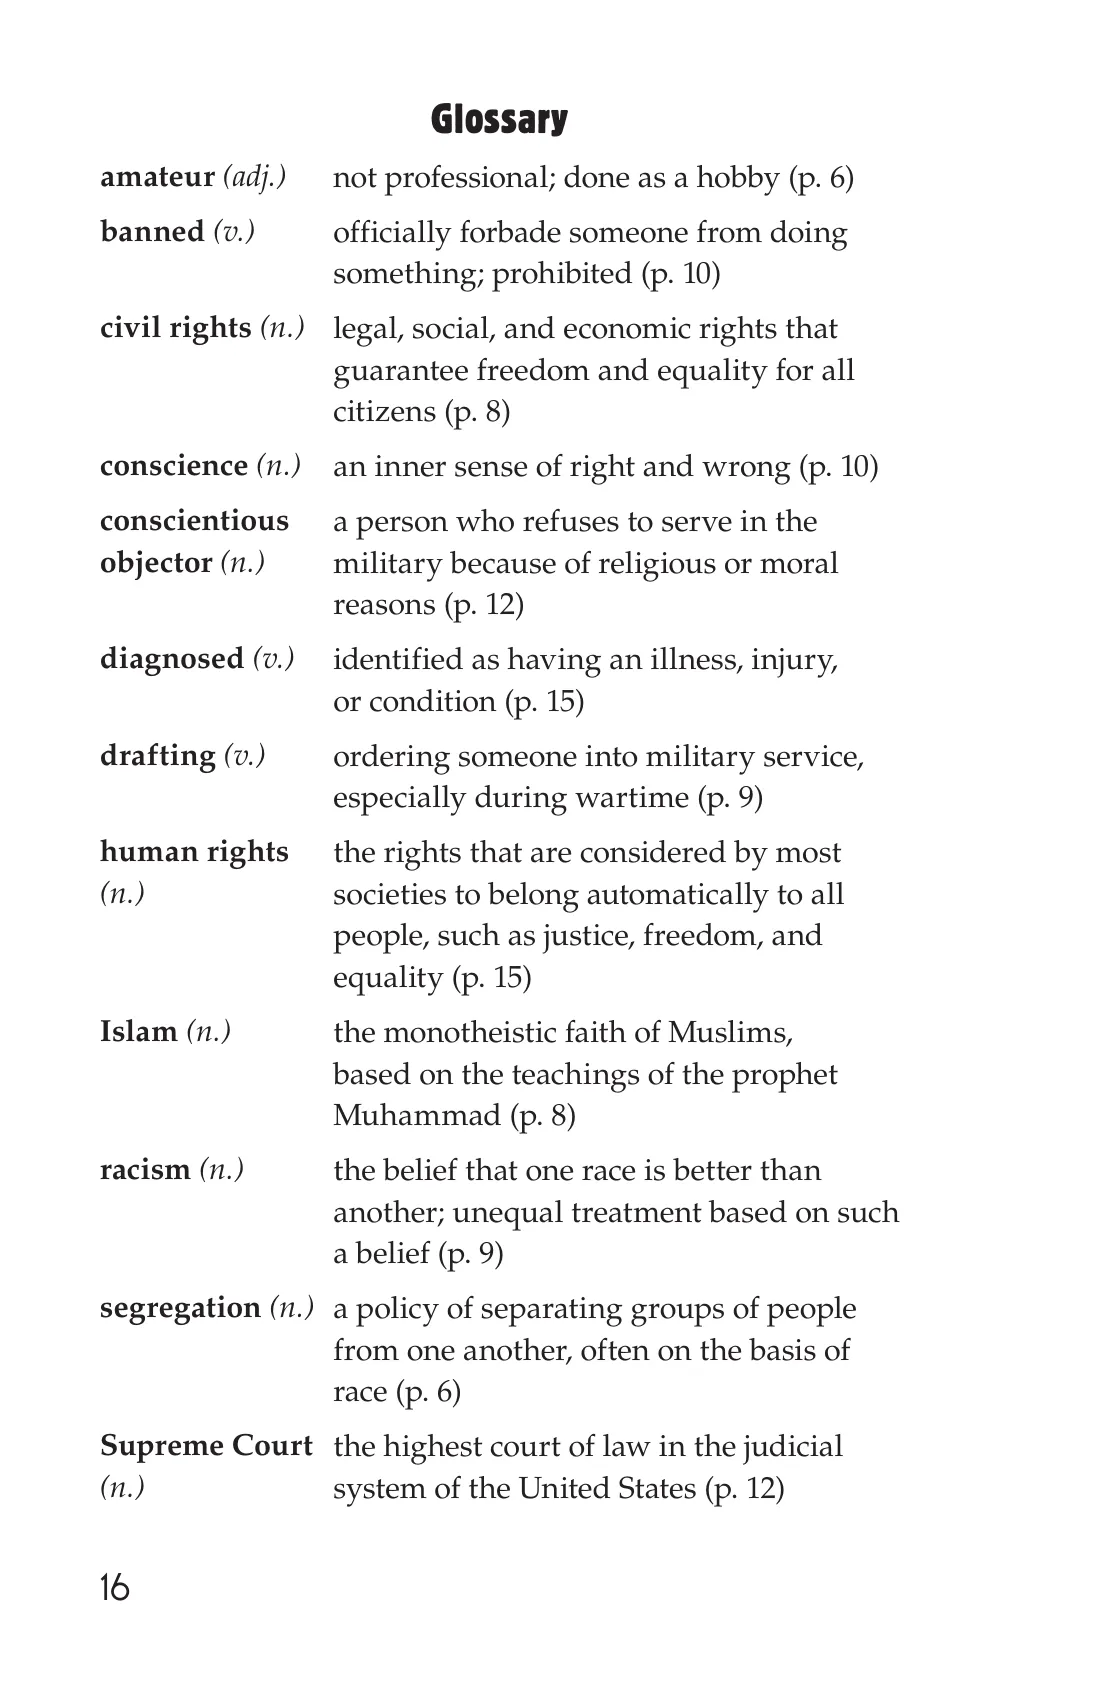 Glossary
amateur (adj.) not professional; done as a hobby (p. 6)
banned (v.) officially forbade someone from doing
something; prohibited (p. 10)
civil rights (n.) legal, social, and economic rights that
guarantee freedom and equality for all
citizens (p. 8)
conscience (n.) an inner sense of right and wrong (p. 10)
conscientious a person who refuses to serve in the
objector (n.) military because of religious or moral
reasons (p. 12)
diagnosed (v.) identified as having an illness, injury,
or condition (p. 15)
drafting (v.) ordering someone into military service,
especially during wartime (p. 9)
human rights the rights that are considered by most
(n.) societies to belong automatically to all
people, such as justice, freedom, and
equality (p. 15)
Islam (n.) the monotheistic faith of Muslims,
based on the teachings of the prophet
Muhammad (p. 8)
racism (n.) the belief that one race is better than
another; unequal treatment based on such
a belief (p. 9)
segregation (n.) a policy of separating groups of people
from one another, often on the basis of
race (p. 6)
Supreme Court the highest court of law in the judicial
(n.) system of the United States (p. 12)
16